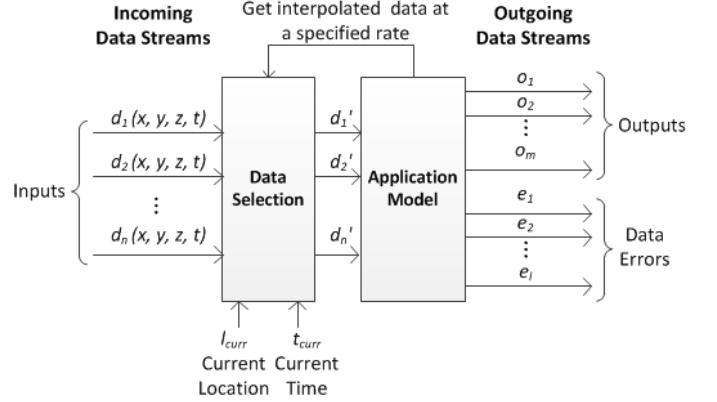 Incoming
Data Streams
Get interpolated data at
a specified rate
Outgoing
Data Streams
Inputs
d1(x, y, z, t)
d2(x, y, z, t)
⋮
dn(x, y, z, t)
Data
Selection
d1'
d2'
dn'
Application
Model
o1
o2
⋮
om
Outputs
e1
e2
⋮
el
Data
Errors
lcurr
Current
Location
tcurr
Current
Time